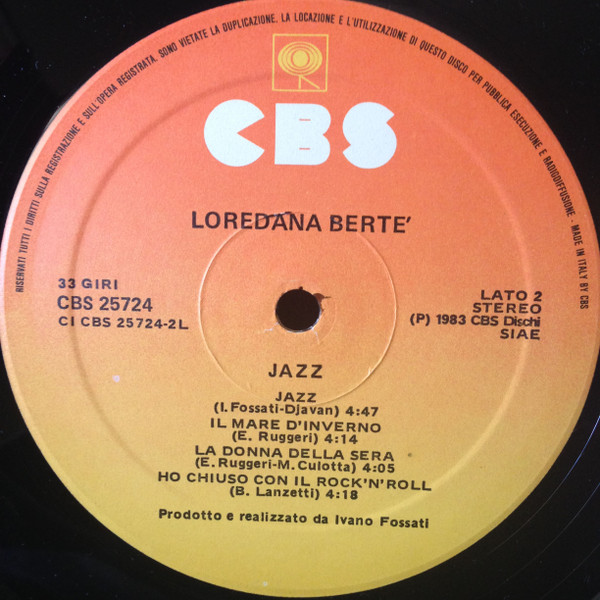 RISERVATI TUTTI I DIRITTI SULLA REGISTRAZIONE E SULL'OPERA REGISTRATA. SONO VIETATE LA DUPLICAZIONE. LA LOCAZIONE E L'UTILIZZAZIONE DI QUESTO DISCO PER PUBBLICA ESECUZIONE E RADIODIFFUSIONE - MADE IN ITALY BY CBS
CBS
LOREDANA BERTE'
33 GIRI
CBS 25724
CI CBS 25724-2L
LATO 2
STEREO
(P) 1983 CBS Dischi
SIAE
JAZZ
JAZZ
(I. Fossati-Djavan) 4:47
IL MARE D'INVERNO
(E. Ruggeri) 4:14
LA DONNA DELLA SERA
(E. Ruggeri-M. Culotta) 4:05
HO CHIUSO CON IL ROCK'N'ROLL
(B. Lanzetti) 4:18
Prodotto e realizzato da Ivano Fossati